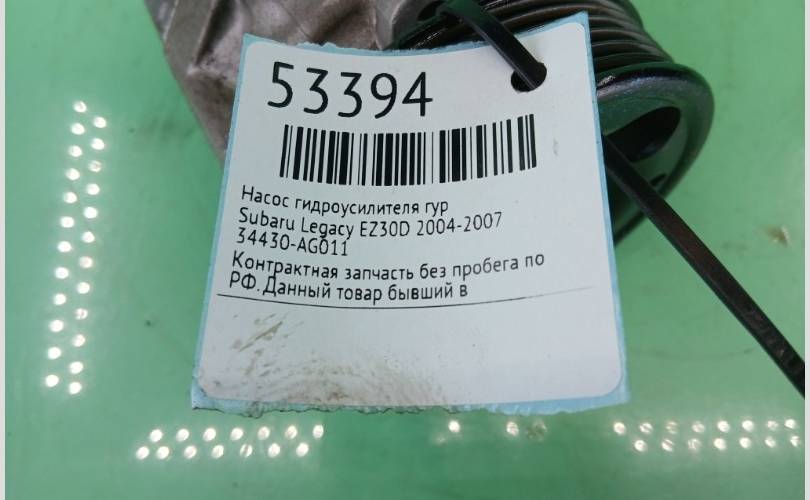 53394
Насос гидроусилителя гур
Subaru Legacy EZ30D 2004-2007
34430-AG011
Контрактная запчасть без пробега по
РФ. Данный товар бывший в